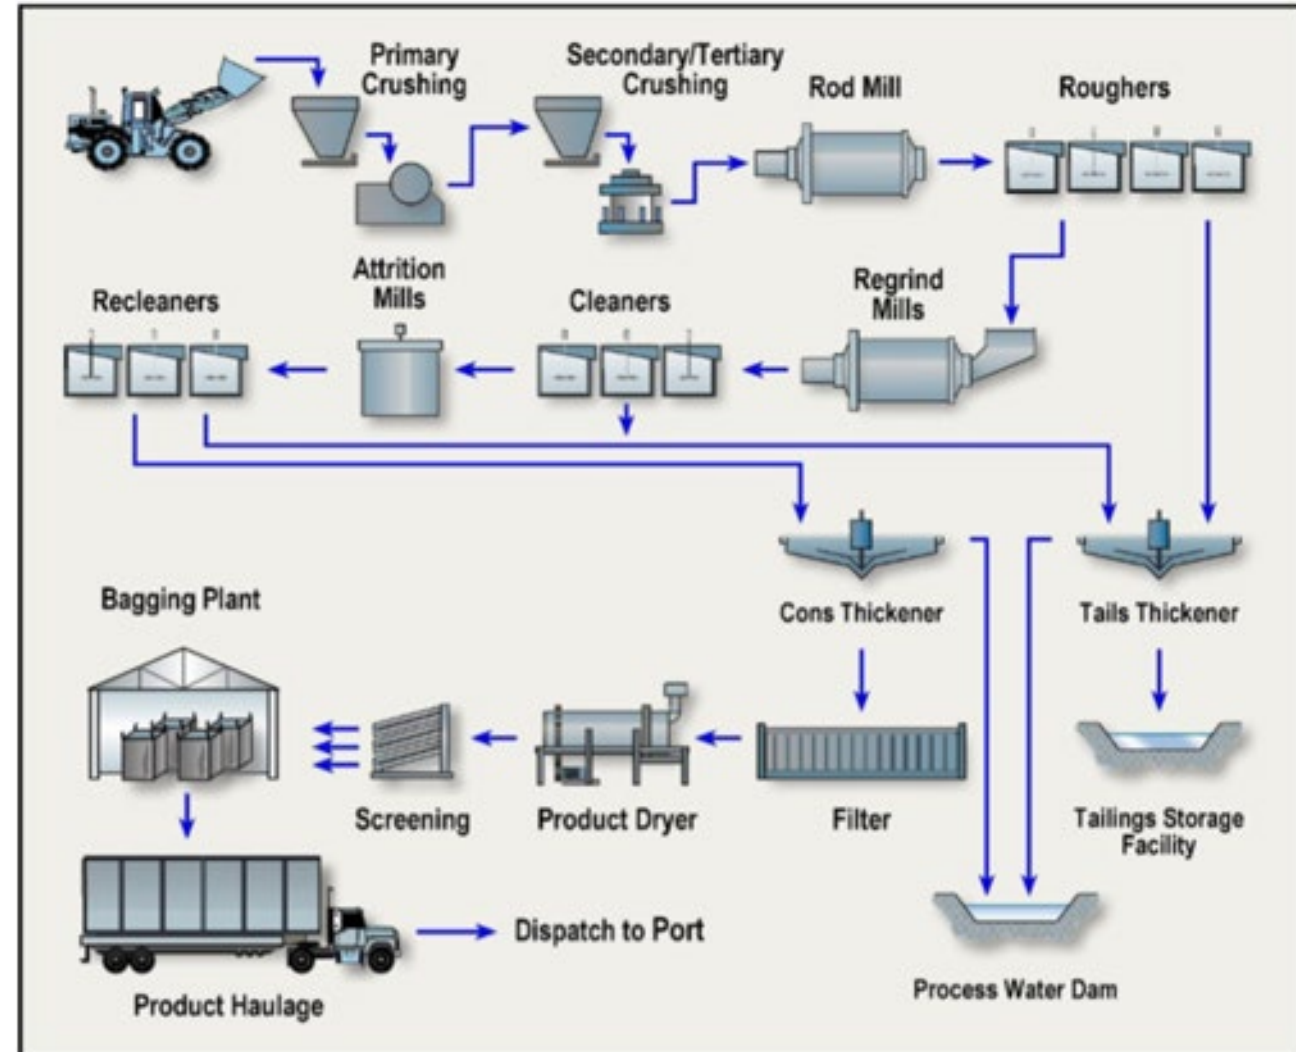 Primary
Crushing
Secondary/Tertiary
Crushing
Rod Mill
Roughers
Recleaners
Attrition
Mills
Cleaners
Regrind
Mills
Cons Thickener
Tails Thickener
Bagging Plant
Screening
Product Dryer
Filter
Tailings Storage
Facility
Dispatch to Port
Product Haulage
Process Water Dam